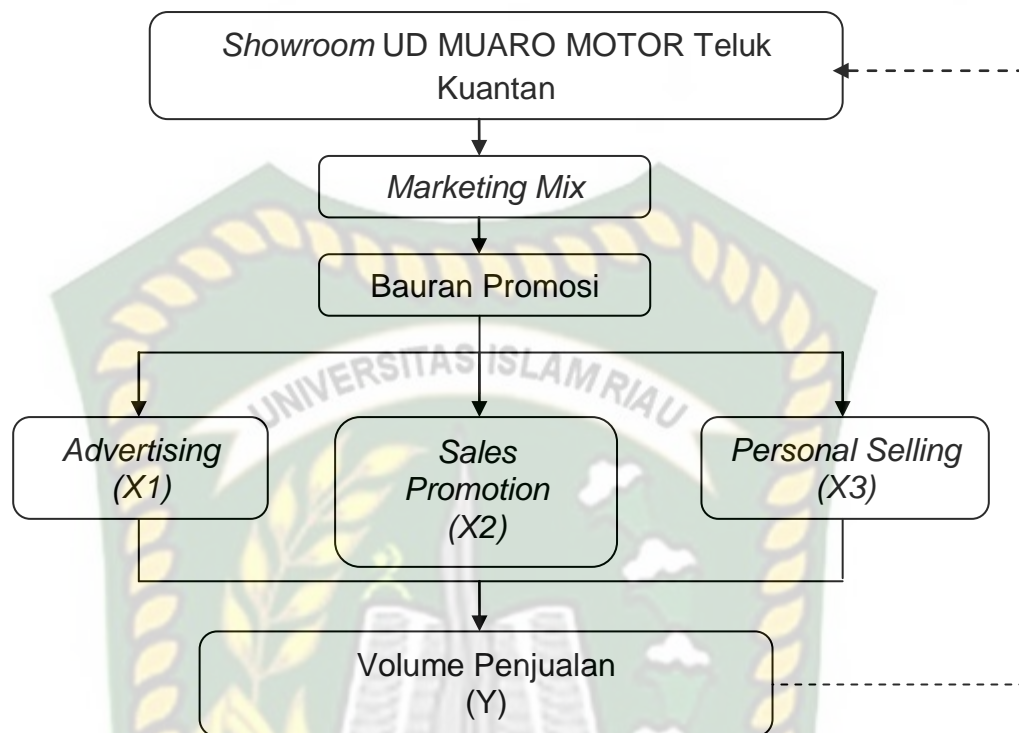 Showroom UD MUARO MOTOR Teluk
Kuantan
Marketing Mix
Bauran Promosi
UNIVERSITAS ISLAM RIAU
Advertising
(X1)
Sales
Promotion
(X2)
Personal Selling
(X3)
Volume Penjualan
(Y)